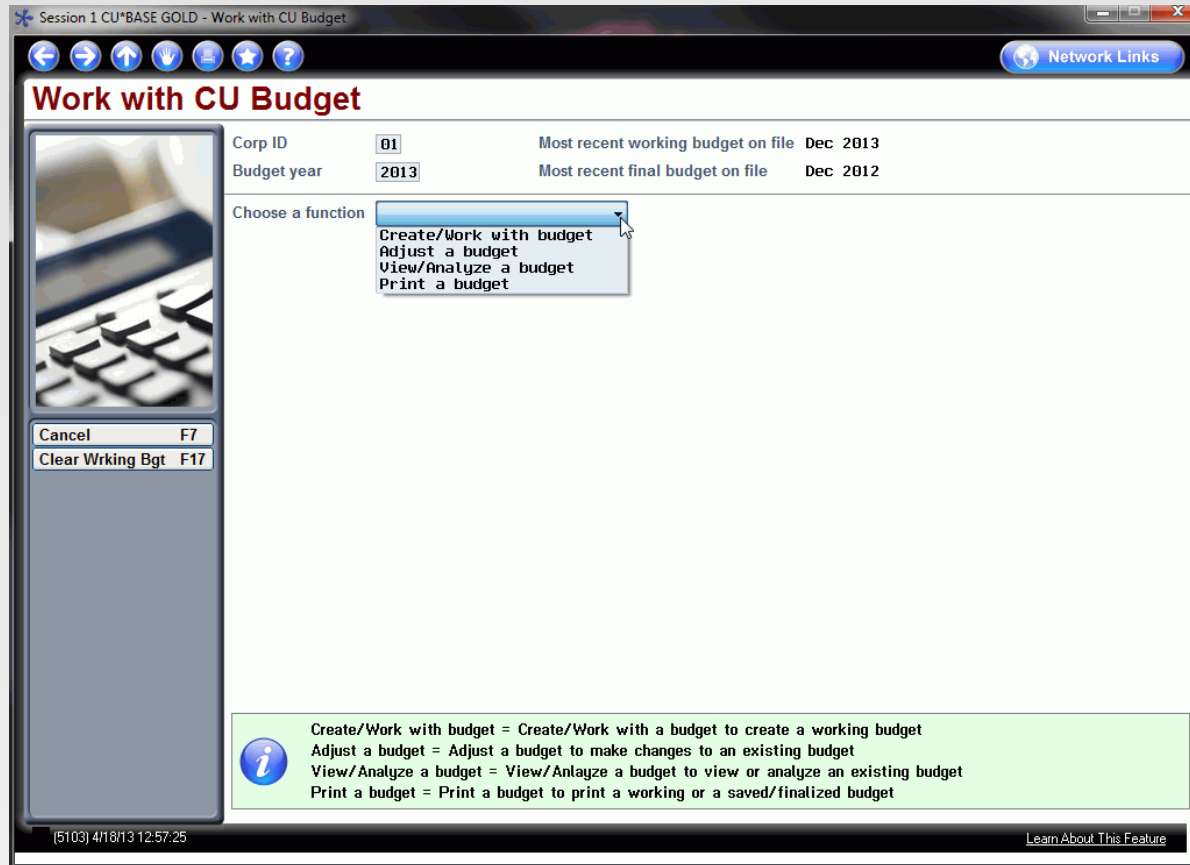 Session 1 CU*BASE GOLD - Work with CU Budget
Network Links
Work with CU Budget
Corp ID 01 Most recent working budget on file Dec 2013
Budget year 2013 Most recent final budget on file Dec 2012
Choose a function
Create/Work with budget
Adjust a budget
View/Analyze a budget
Print a budget
Cancel F7
Clear Wrking Bgt F17
Create/Work with budget = Create/Work with a budget to create a working budget
Adjust a budget = Adjust a budget to make changes to an existing budget
View/Analyze a budget = View/Anlayze a budget to view or analyze an existing budget
Print a budget = Print a budget to print a working or a saved/finalized budget
(5103) 4/18/13 12:57:25
Learn About This Feature